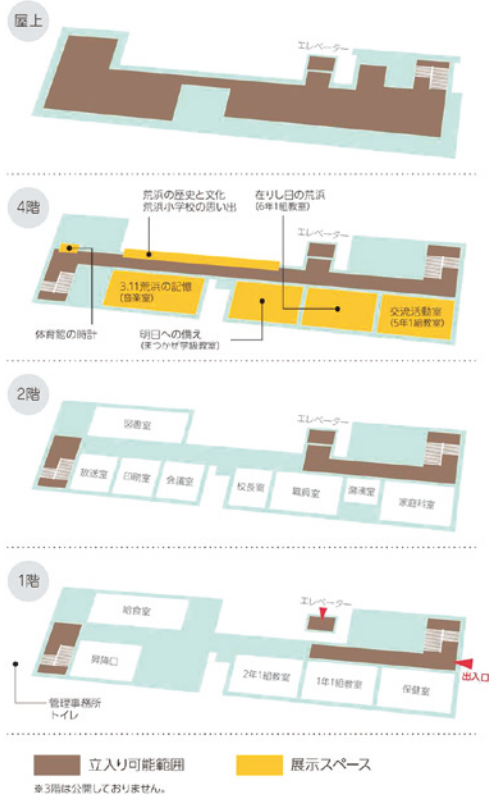 屋上
エレベーター
4階
荒浜の歴史と文化
荒浜小学校の思い出
在りし日の荒浜
(6年1組教室)
エレベーター
3.11荒浜の記憶
(音楽室)
交流活動室
(5年1組教室)
体育館の時計
明日への備え
(まつかぜ学級教室)
2階
図書室
エレベーター
放送室
印刷室
会議室
校長室
職員室
湯沸室
家庭科室
1階
給食室
エレベーター
昇降口
2年1組教室
1年1組教室
保健室
出入口
管理事務所
トイレ
立入り可能範囲
展示スペース
※3階は公開しておりません。